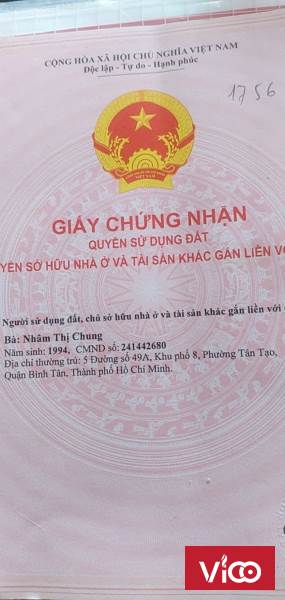 CỘNG HÒA XÃ HỘI CHỦ NGHĨA VIỆT NAM
Độc lập - Tự do - Hạnh phúc
1756
GIẤY CHỨNG NHẬN
QUYỀN SỬ DỤNG ĐẤT
YỀN SỞ HỮU NHÀ Ở VÀ TÀI SẢN KHÁC GẮN LIỀN VỚ
Người sử dụng đất, chủ sở hữu nhà ở và tài sản khác gắn liền với
Bà: Nhâm Thị Chung
Năm sinh: 1994, CMND số: 241442680
Địa chỉ thường trú: 5 Đường số 49A, Khu phố 8, Phường Tân Tạo,
Quận Bình Tân, Thành phố Hồ Chí Minh.
VICO